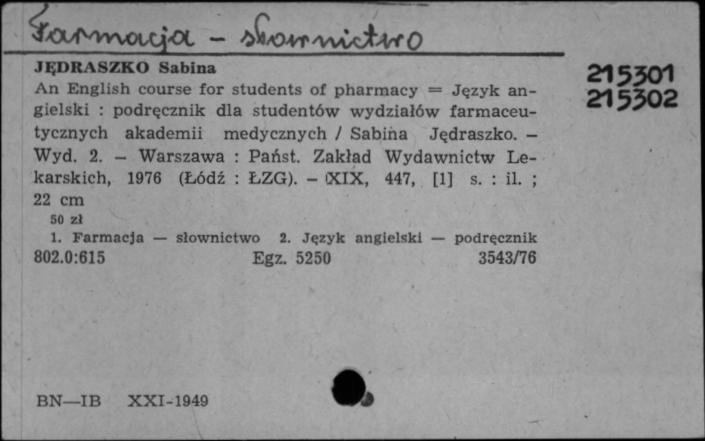 Farmacja – słownictwo
JĘDRASZKO Sabina
215301
An English course for students of pharmacy = Język an-
215302
gielski : podręcznik dla studentów wydziałów farmaceu-
tycznych akademii medycznych / Sabina Jędraszko. –
Wyd. 2. – Warszawa : Państ. Zakład Wydawnictw Le-
karskich, 1976 (Łódź : ŁZG). – XIX, 447, [1] s. : il. ;
22 cm
50 zł
1. Farmacja — słownictwo 2. Język angielski — podręcznik
802.0:615 Egz. 5250 3543/76
BN—IB XXI-1949